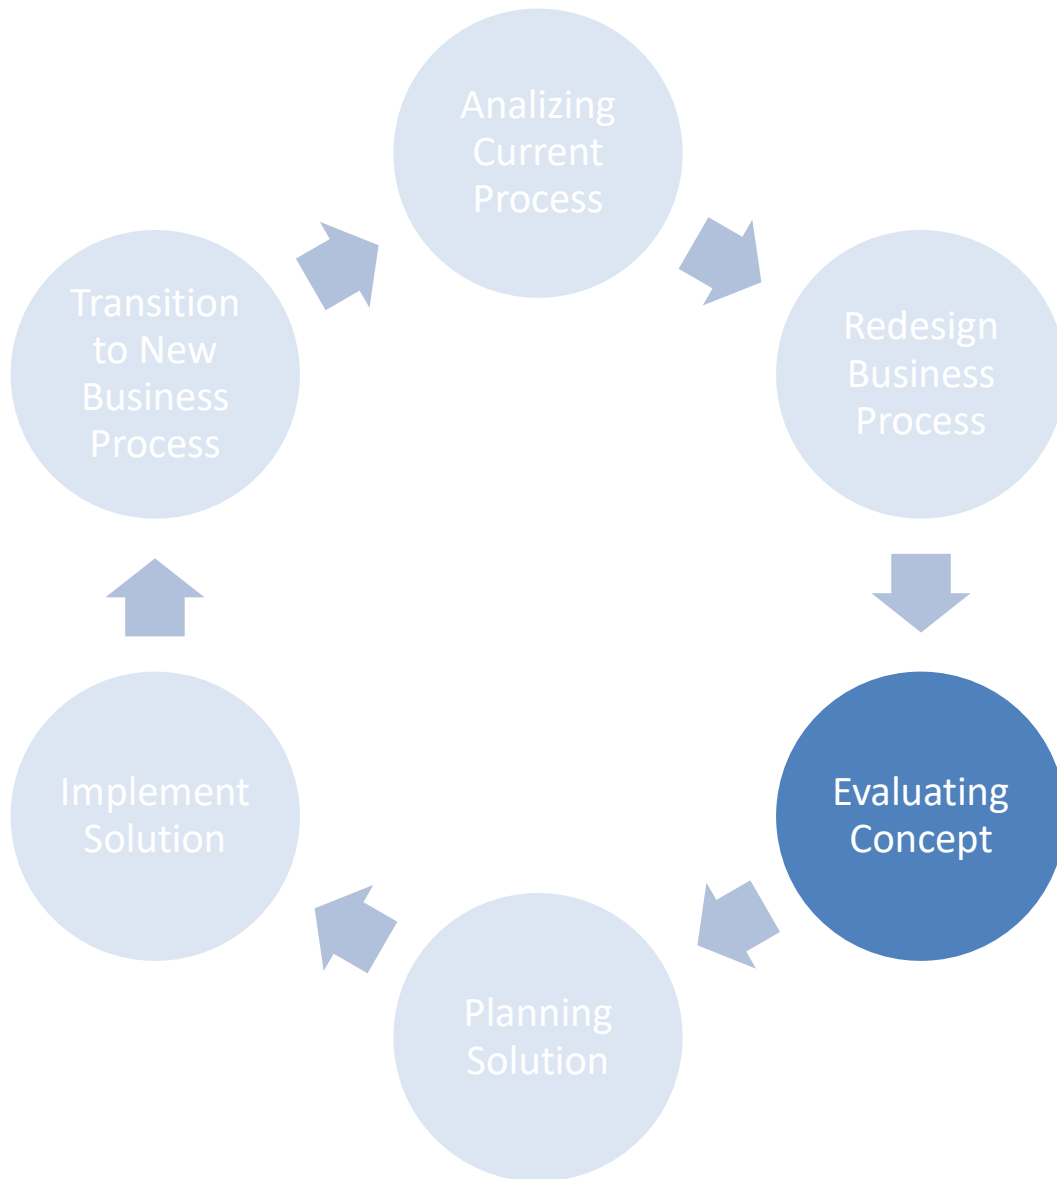 Analizing
Current
Process
Redesign
Business
Process
Evaluating
Concept
Planning
Solution
Implement
Solution
Transition
to New
Business
Process